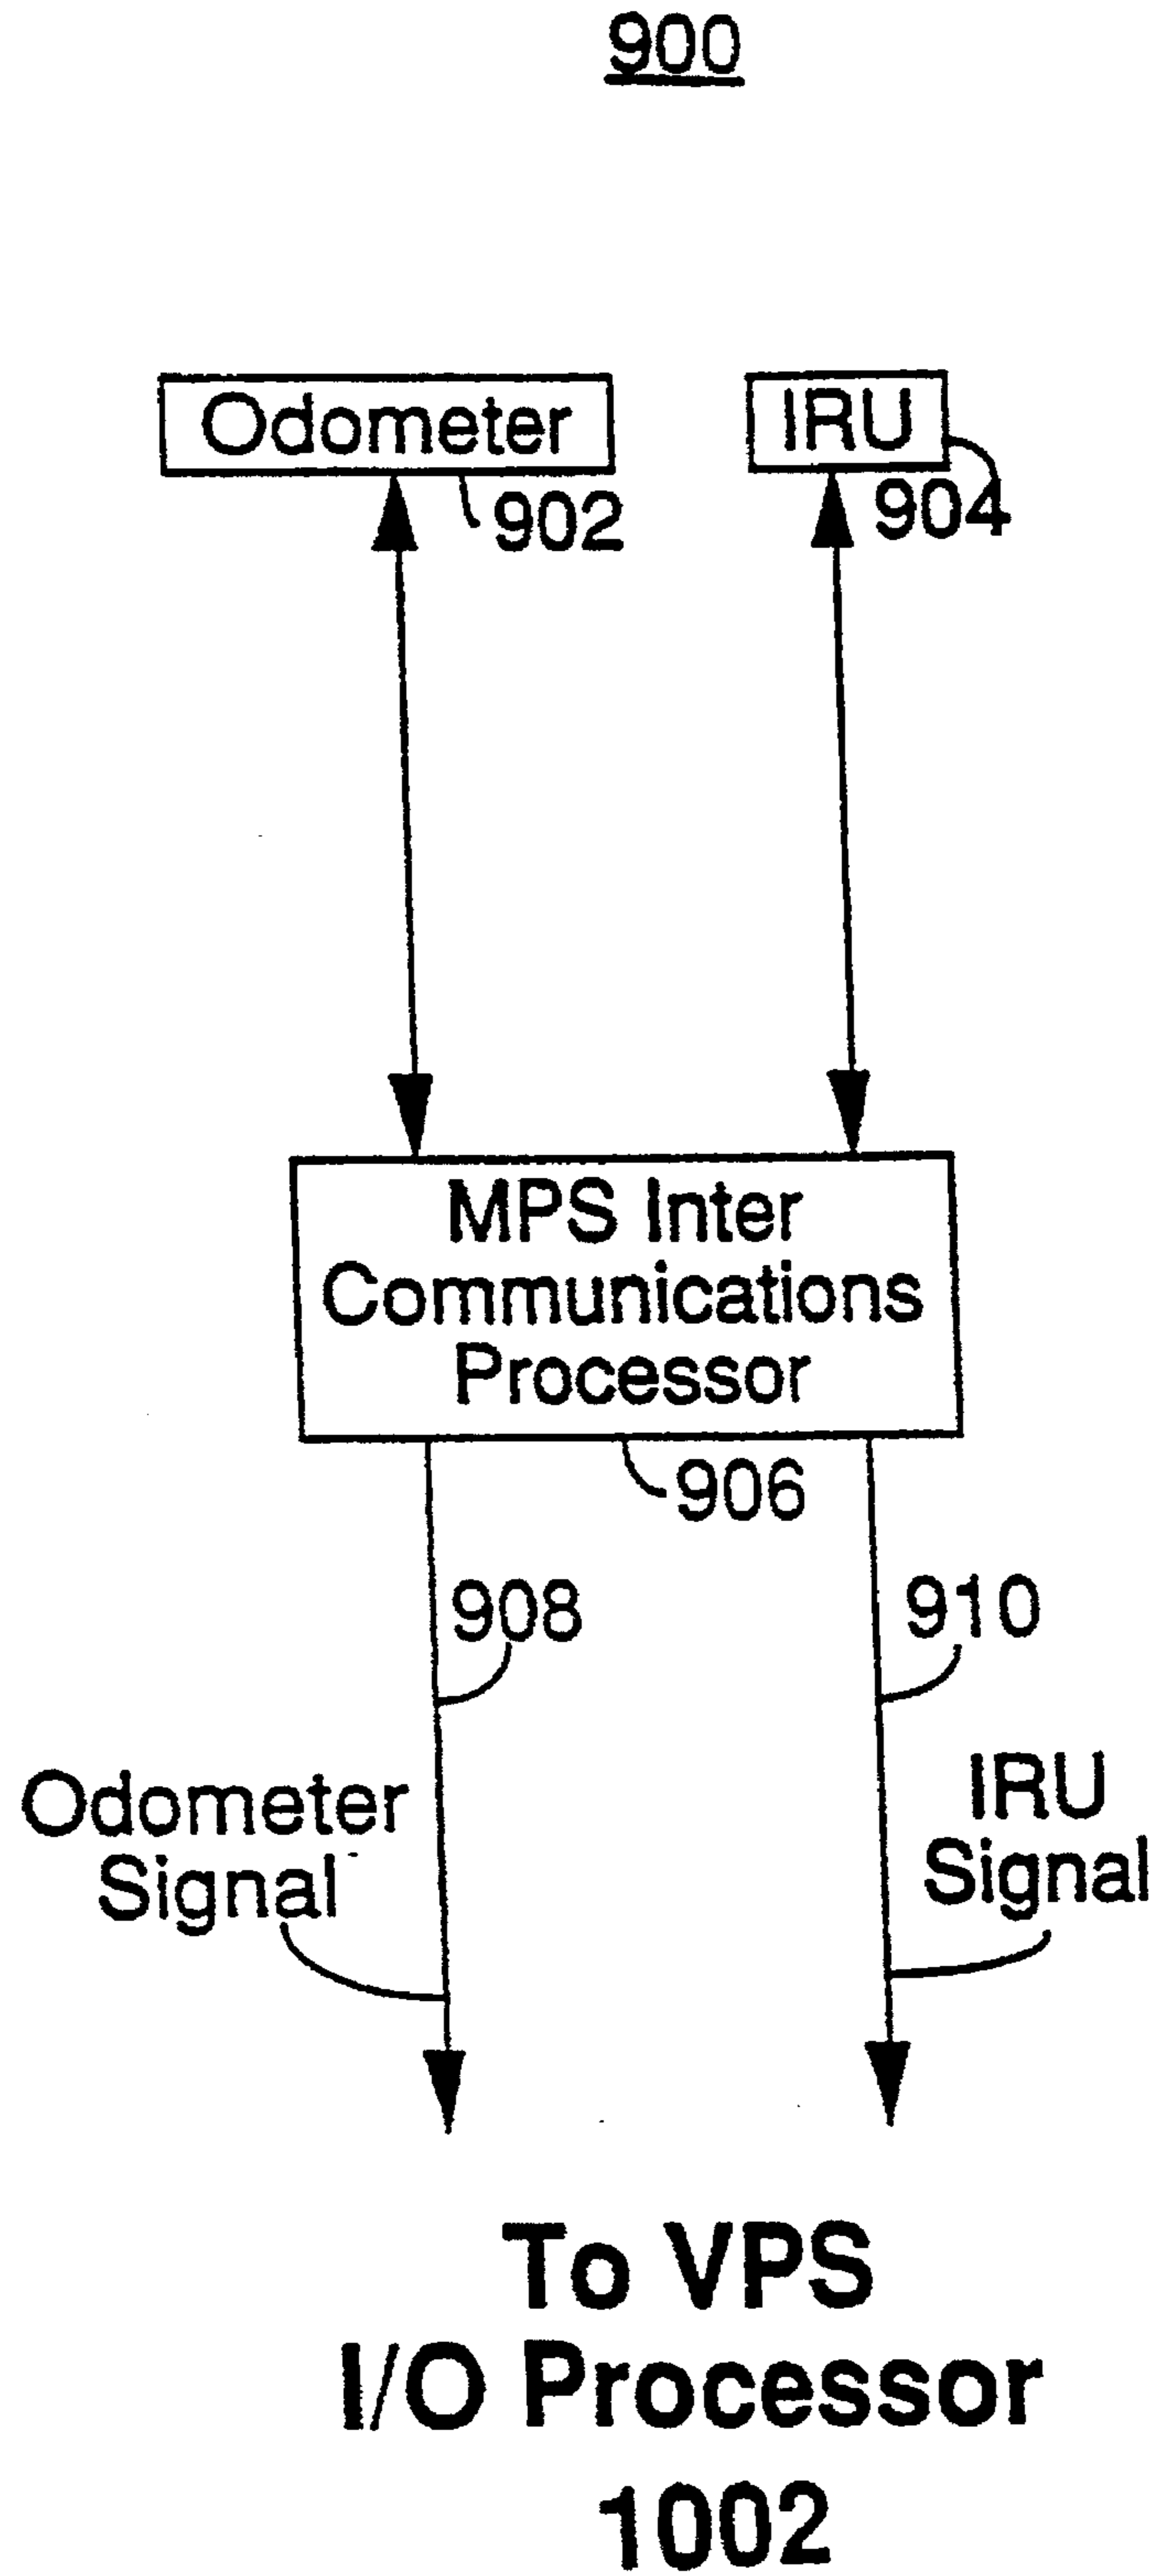 900
Odometer
IRU
902
904
MPS Inter
Communications
Processor
906
908
910
Odometer
Signal
IRU
Signal
To VPS
I/O Processor
1002